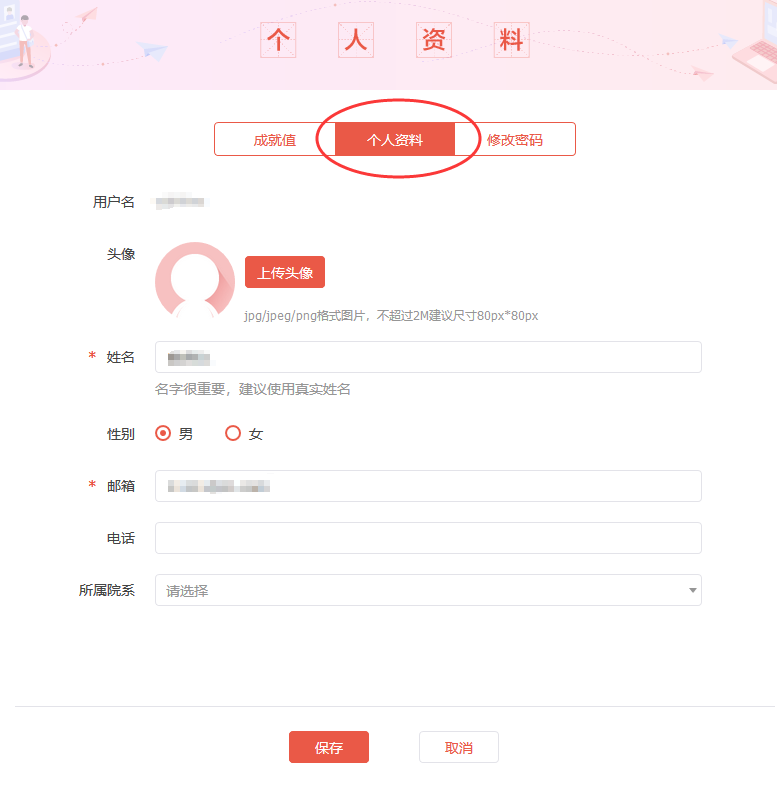 个人资料
成就值 个人资料 修改密码
用户名
头像
上传头像
jpg/jpeg/png格式图片，不超过2M建议尺寸80px*80px
* 姓名
名字很重要，建议使用真实姓名
性别 男 女
* 邮箱
电话
所属院系 请选择
保存 取消